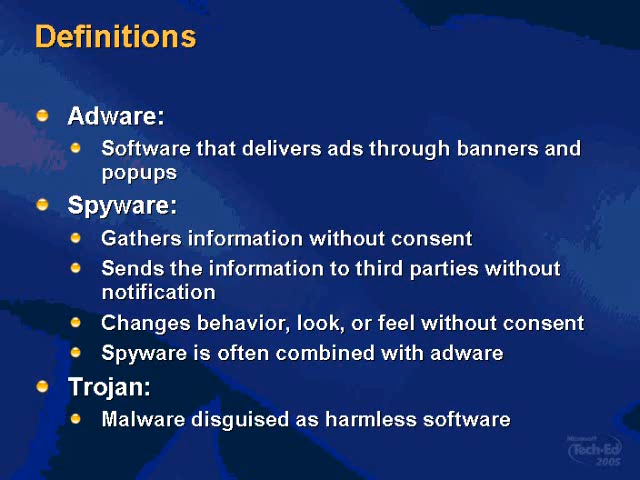 Definitions
Adware:
Software that delivers ads through banners and
popups
Spyware:
Gathers information without consent
Sends the information to third parties without
notification
Changes behavior, look, or feel without consent
Spyware is often combined with adware
Trojan:
Malware disguised as harmless software
Microsoft
Tech·Ed
2005